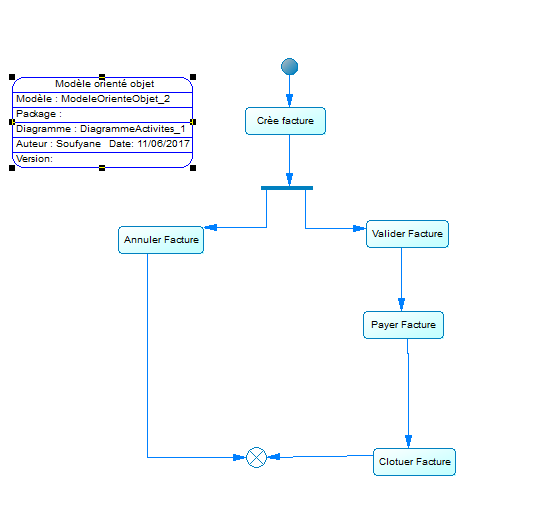 Modèle orienté objet
Modèle : ModeleOrienteObjet_2
Package :
Diagramme : DiagrammeActivites_1
Auteur : Soufyane Date: 11/06/2017
Version:
Crèe facture
Annuler Facture
Valider Facture
Payer Facture
Clotuer Facture